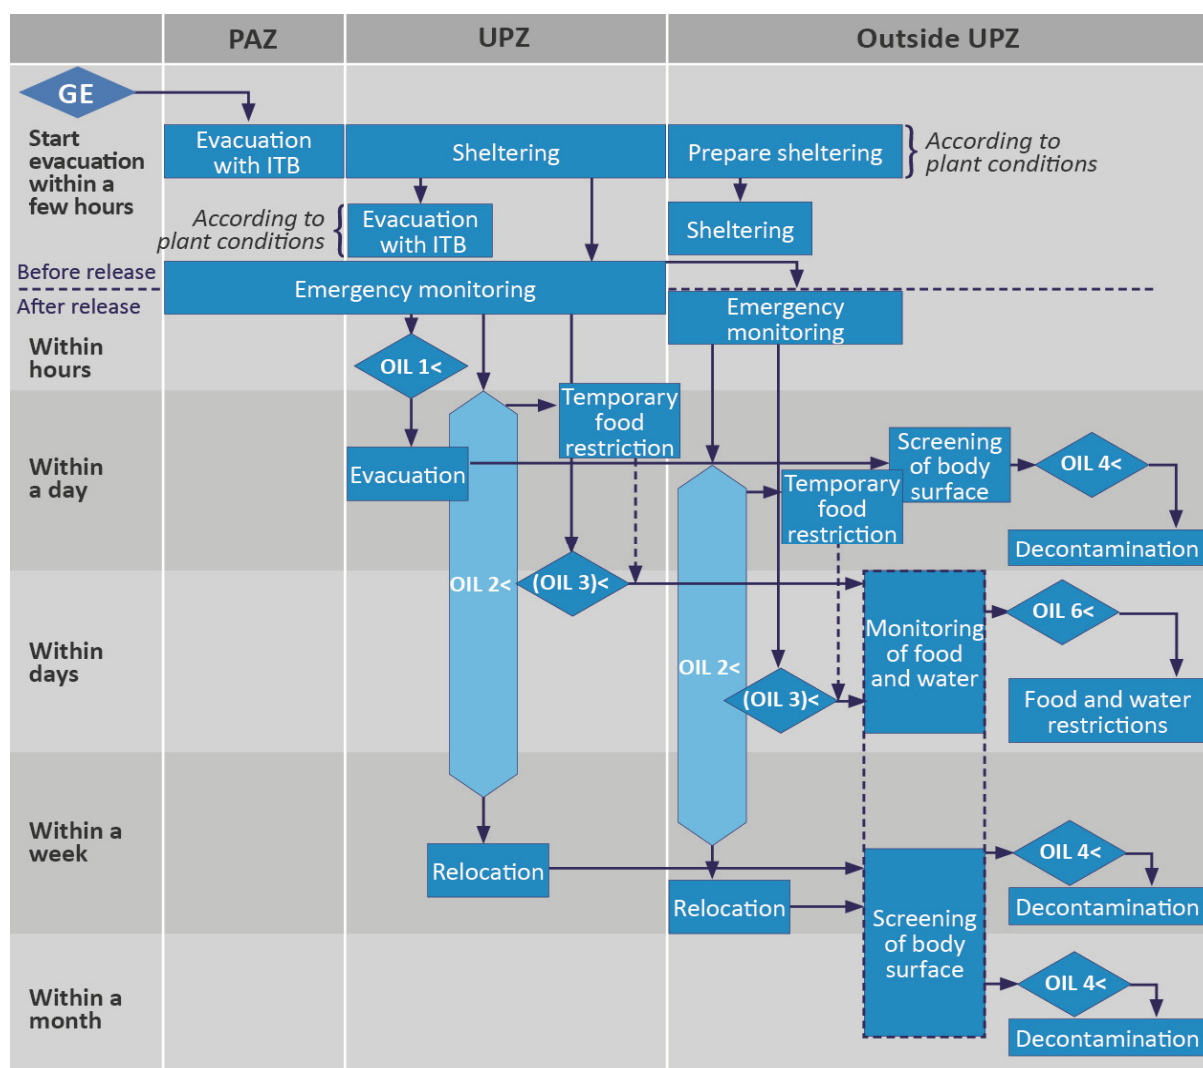 PAZ
UPZ
Outside UPZ
GE
Start
evacuation
within a
few hours
Evacuation
with ITB
Sheltering
Prepare sheltering
According to
plant conditions
According to
plant conditions
Evacuation
with ITB
Sheltering
Before release
After release
Emergency monitoring
Emergency
monitoring
Within
hours
OIL 1<
Temporary
food
restriction
Within
a day
Evacuation
Screening
of body
surface
OIL 4<
Temporary
food
restriction
Decontamination
OIL 2<
(OIL 3)<
Within
days
OIL 2<
(OIL 3)<
Monitoring
of food
and water
OIL 6<
Food and water
restrictions
Within a
week
Relocation
Relocation
OIL 4<
Decontamination
Screening
of body
surface
Within a
month
OIL 4<
Decontamination